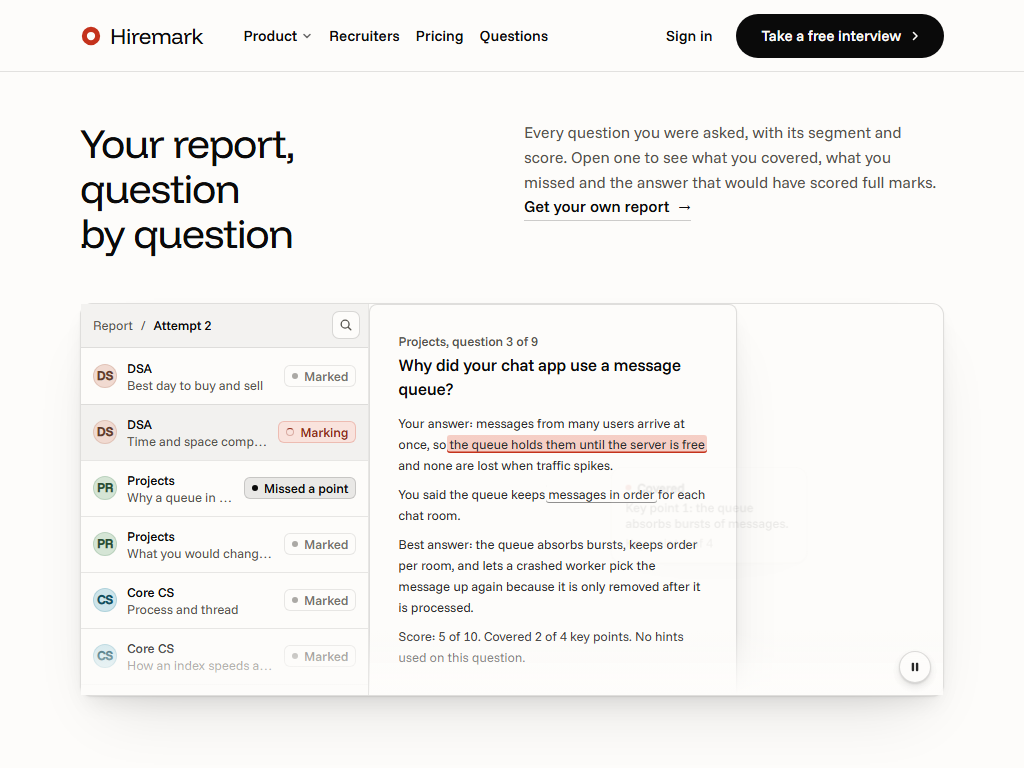 Hiremark
Product
Recruiters
Pricing
Questions
Sign in
Take a free interview
Your report,
question
by question
Every question you were asked, with its segment and
score. Open one to see what you covered, what you
missed and the answer that would have scored full marks.
Get your own report →
Report / Attempt 2
DS
DSA
Best day to buy and sell
Marked
DS
DSA
Time and space comp…
Marking
PR
Projects
Why a queue in …
Missed a point
PR
Projects
What you would chang…
Marked
CS
Core CS
Process and thread
Marked
CS
Core CS
How an index speeds a…
Marked
Projects, question 3 of 9
Why did your chat app use a message
queue?
Your answer: messages from many users arrive at
once, so the queue holds them until the server is free
and none are lost when traffic spikes.
You said the queue keeps messages in order for each
chat room.
Best answer: the queue absorbs bursts, keeps order
per room, and lets a crashed worker pick the
message up again because it is only removed after it
is processed.
Score: 5 of 10. Covered 2 of 4 key points. No hints
used on this question.
Covered
Key point 1: the queue
absorbs bursts of messages.